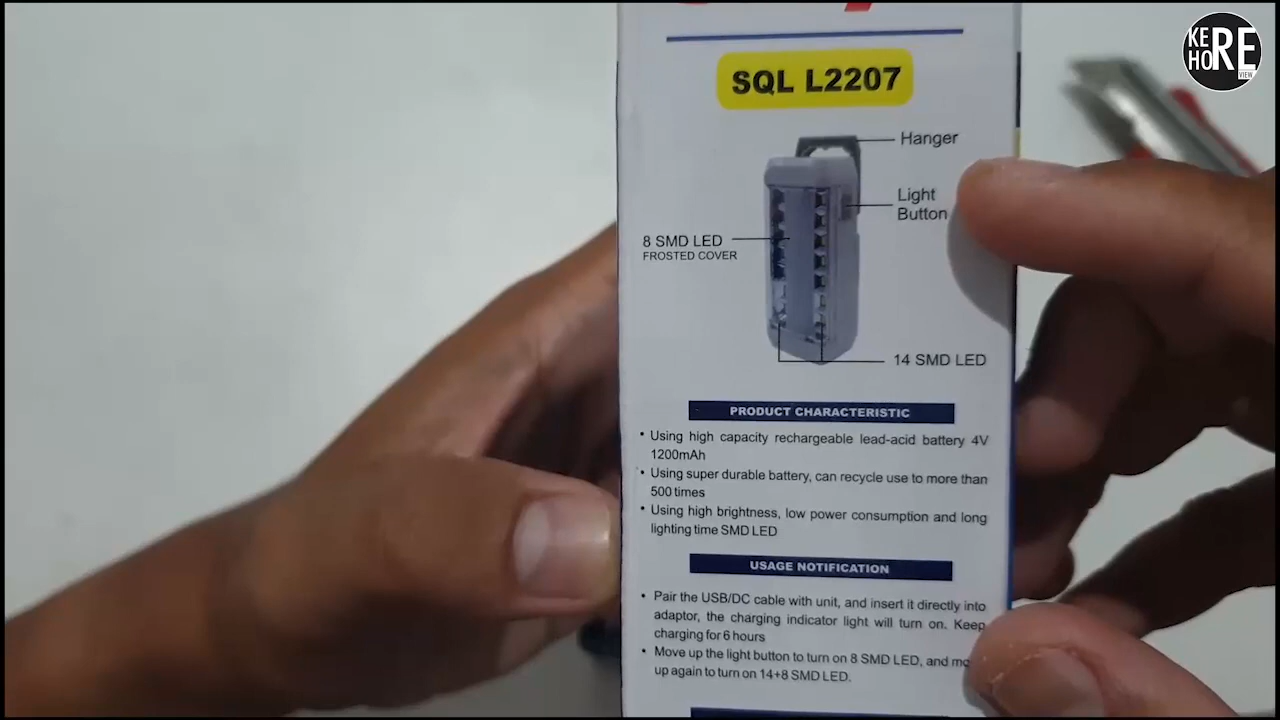 KE
HO
RE
VIEW
SQL L2207
Hanger
Light
Button
8 SMD LED
FROSTED COVER
14 SMD LED
PRODUCT CHARACTERISTIC
• Using high capacity rechargeable lead-acid battery 4V
1200mAh
• Using super durable battery, can recycle use to more than
500 times
• Using high brightness, low power consumption and long
lighting time SMD LED
USAGE NOTIFICATION
• Pair the USB/DC cable with unit, and insert it directly into
adaptor, the charging indicator light will turn on. Keep
charging for 6 hours
• Move up the light button to turn on 8 SMD LED, and
up again to turn on 14+8 SMD LED.